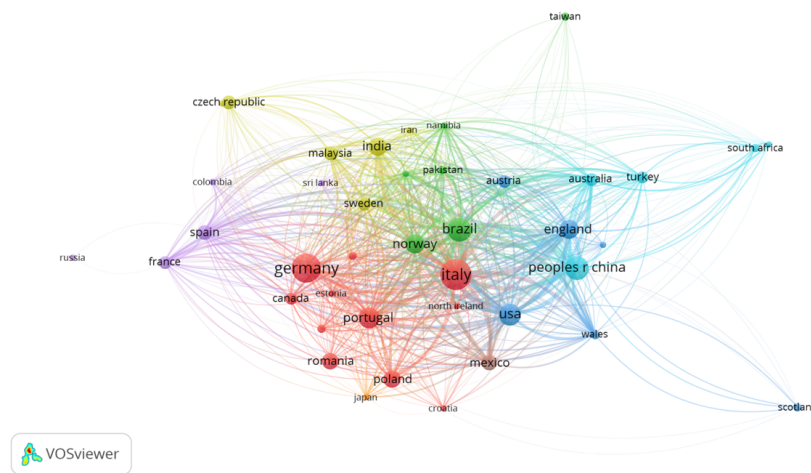 taiwan
czech republic
iran
namibia
india
malaysia
south africa
pakistan
colombia
sri lanka
austria
australia
turkey
sweden
spain
brazil
england
norway
russia
france
germany
italy
peoples r china
canada
estonia
north ireland
portugal
usa
wales
romania
mexico
poland
japan
croatia
scotlan
VOSviewer